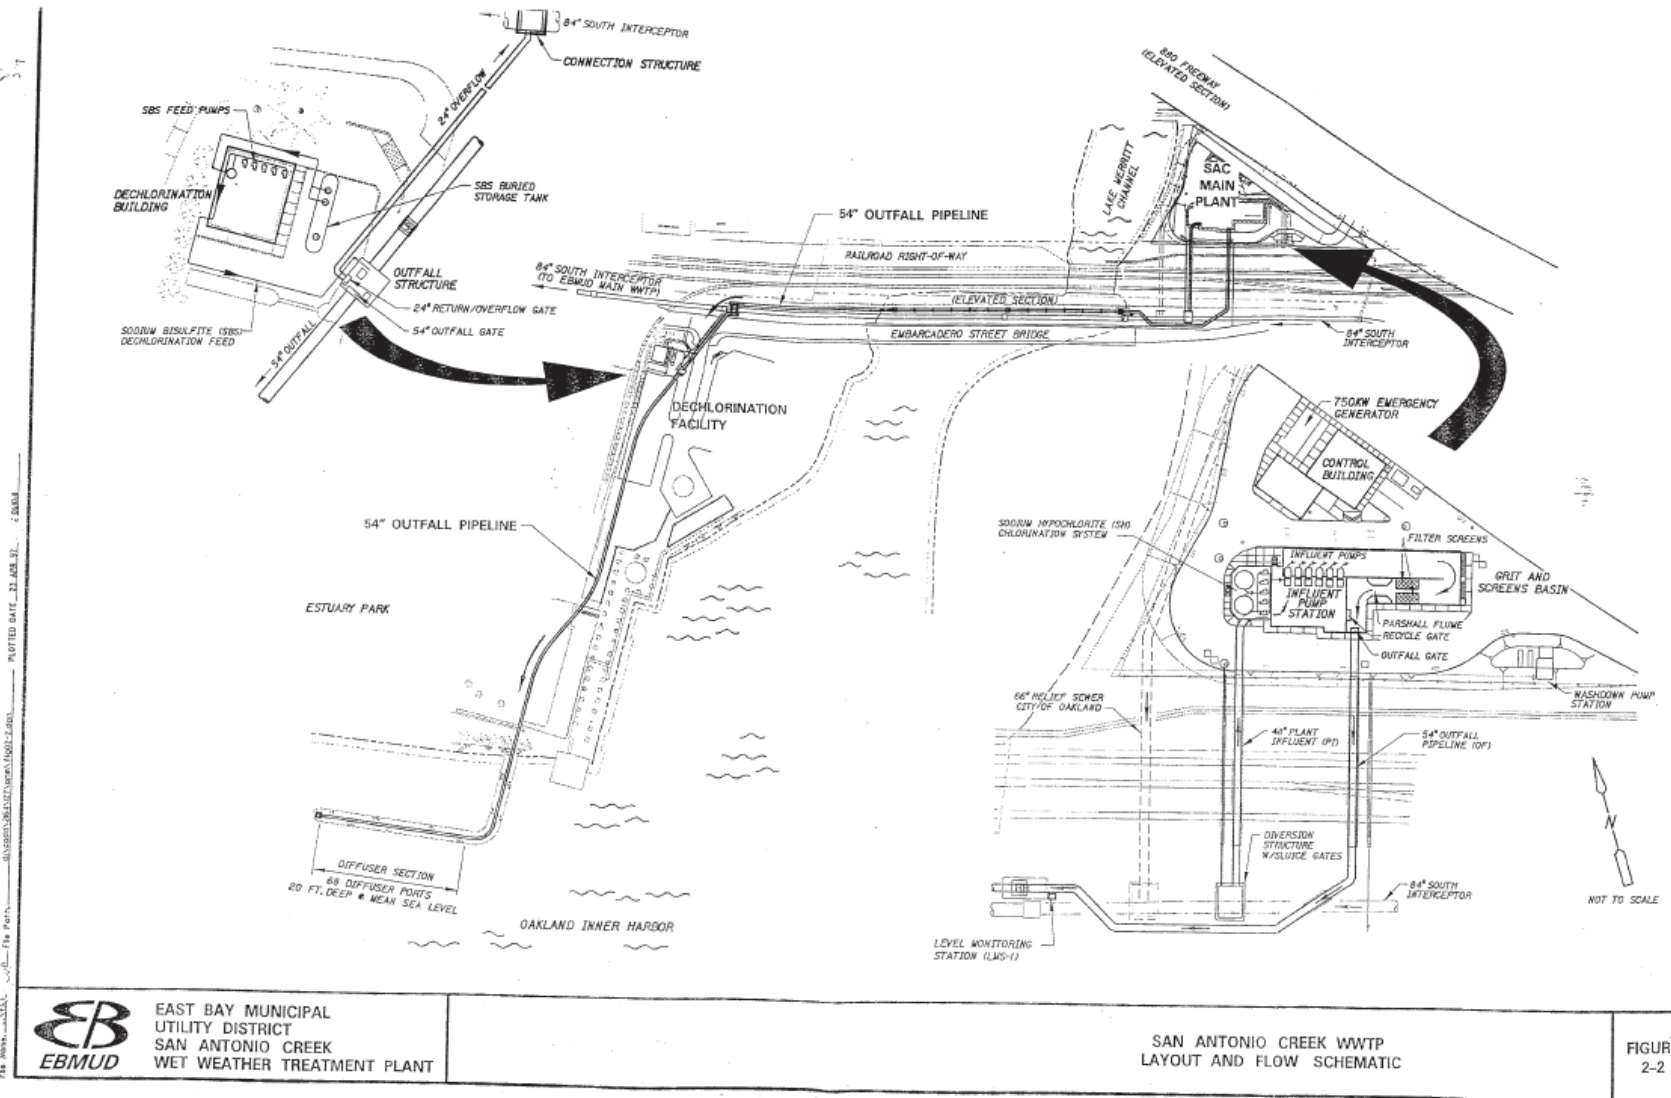 84" SOUTH INTERCEPTOR
CONNECTION STRUCTURE
24" OVERFLOW
SBS FEED PUMPS
SBS BURIED
STORAGE TANK
DECHLORINATION
BUILDING
OUTFALL
STRUCTURE
24" RETURN/OVERFLOW GATE
54" OUTFALL GATE
SODIUM BISULFITE (SBS)
DECHLORINATION FEED
54" OUTFALL
880 FREEWAY
(ELEVATED SECTION)
LAKE MERRITT
CHANNEL
SAC
MAIN
PLANT
54" OUTFALL PIPELINE
RAILROAD RIGHT-OF-WAY
84" SOUTH INTERCEPTOR
(TO EBMUD MAIN WWTP)
(ELEVATED SECTION)
EMBARCADERO STREET BRIDGE
84" SOUTH
INTERCEPTOR
DECHLORINATION
FACILITY
54" OUTFALL PIPELINE
ESTUARY PARK
DIFFUSER SECTION
68 DIFFUSER PORTS
20 FT. DEEP @ MEAN SEA LEVEL
OAKLAND INNER HARBOR
750KW EMERGENCY
GENERATOR
CONTROL
BUILDING
SODIUM HYPOCHLORITE (SH)
CHLORINATION SYSTEM
FILTER SCREENS
INFLUENT PUMPS
INFLUENT
PUMP
STATION
GRIT AND
SCREENS BASIN
PARSHALL FLUME
RECYCLE GATE
OUTFALL GATE
WASHDOWN PUMP
STATION
66" RELIEF SEWER
CITY OF OAKLAND
48" PLANT
INFLUENT (PI)
54" OUTFALL
PIPELINE (OF)
DIVERSION
STRUCTURE
W/SLUICE GATES
84" SOUTH
INTERCEPTOR
LEVEL MONITORING
STATION (LMS-1)
N
NOT TO SCALE
PLOTTED DATE 23 APR 97
EBMUD
EAST BAY MUNICIPAL
UTILITY DISTRICT
SAN ANTONIO CREEK
WET WEATHER TREATMENT PLANT
SAN ANTONIO CREEK WWTP
LAYOUT AND FLOW SCHEMATIC
FIGUR
2-2